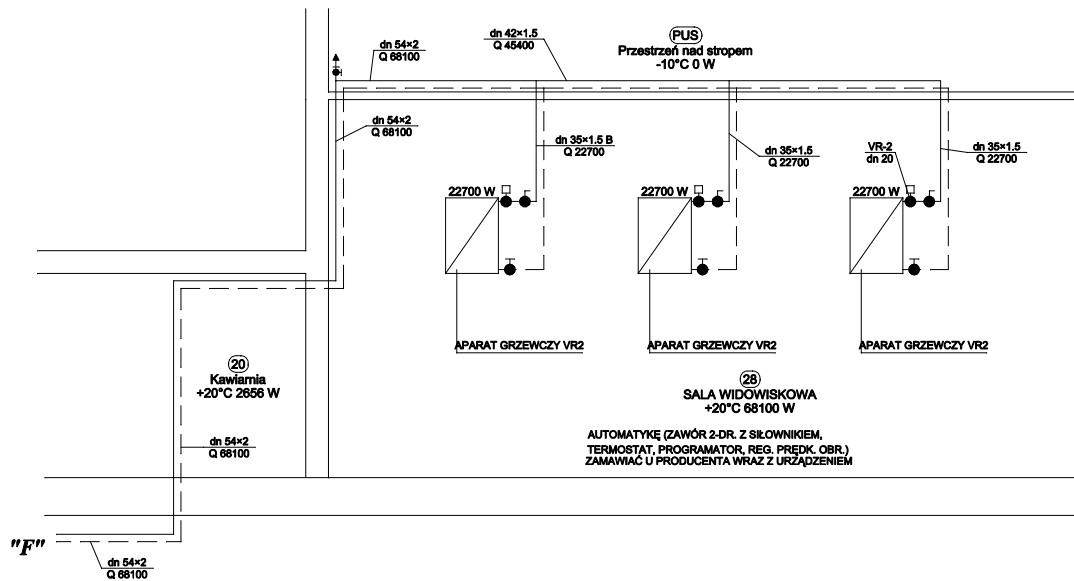 dn 54×2
Q 68100
dn 42×1.5
Q 45400
PUS
Przestrzeń nad stropem
-10°C 0 W
dn 54×2
Q 68100
dn 35×1.5 B
Q 22700
dn 35×1.5
Q 22700
VR-2
dn 20
dn 35×1.5
Q 22700
22700 W
22700 W
22700 W
APARAT GRZEWCZY VR2
APARAT GRZEWCZY VR2
APARAT GRZEWCZY VR2
20
Kawiarnia
+20°C 2656 W
28
SALA WIDOWISKOWA
+20°C 68100 W
AUTOMATYKĘ (ZAWÓR 2-DR. Z SIŁOWNIKIEM,
TERMOSTAT, PROGRAMATOR, REG. PRĘDK. OBR.)
ZAMAWIAĆ U PRODUCENTA WRAZ Z URZĄDZENIEM
dn 54×2
Q 68100
"F"
dn 54×2
Q 68100